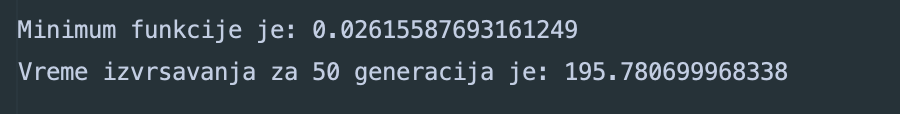 Minimum funkcije je: 0.02615587693161249
Vreme izvrsavanja za 50 generacija je: 195.780699968338